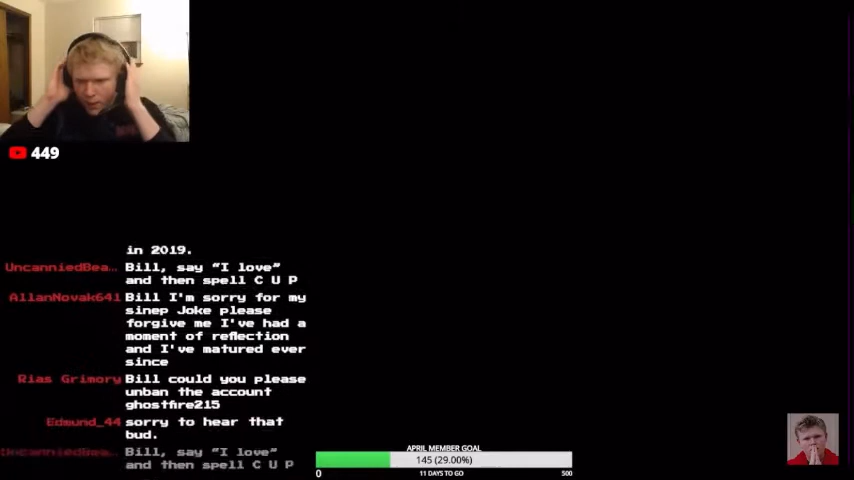 449
in 2019.
UncanniedBea… Bill, say "I love"
and then spell C U P
AllanNovak641 Bill I'm sorry for my
sinep Joke please
forgive me I've had a
moment of reflection
and I've matured ever
since
Rias Grimory Bill could you please
unban the account
ghostfire215
Edmund_44 sorry to hear that
bud.
UncanniedBea… Bill, say "I love"
and then spell C U P
APRIL MEMBER GOAL
145 (29.00%)
0 11 DAYS TO GO 500